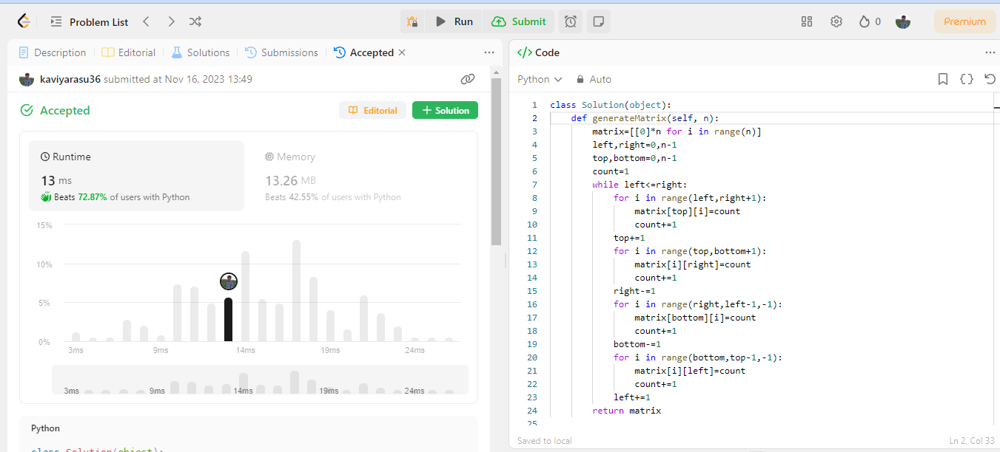 Problem List
Run
Submit
0
Premium
Description
Editorial
Solutions
Submissions
Accepted
kaviyarasu36 submitted at Nov 16, 2023 13:49
Accepted
Editorial
Solution
Runtime
13 ms
Beats 72.87% of users with Python
Memory
13.26 MB
Beats 42.55% of users with Python
15%
10%
5%
0%
3ms 9ms 14ms 19ms 24ms
3ms 9ms 14ms 19ms 24ms
Python
class Solution(object):
</> Code
Python Auto
1 class Solution(object):
2 def generateMatrix(self, n):
3 matrix=[[0]*n for i in range(n)]
4 left,right=0,n-1
5 top,bottom=0,n-1
6 count=1
7 while left<=right:
8 for i in range(left,right+1):
9 matrix[top][i]=count
10 count+=1
11 top+=1
12 for i in range(top,bottom+1):
13 matrix[i][right]=count
14 count+=1
15 right-=1
16 for i in range(right,left-1,-1):
17 matrix[bottom][i]=count
18 count+=1
19 bottom-=1
20 for i in range(bottom,top-1,-1):
21 matrix[i][left]=count
22 count+=1
23 left+=1
24 return matrix
25
Saved to local
Ln 2, Col 33